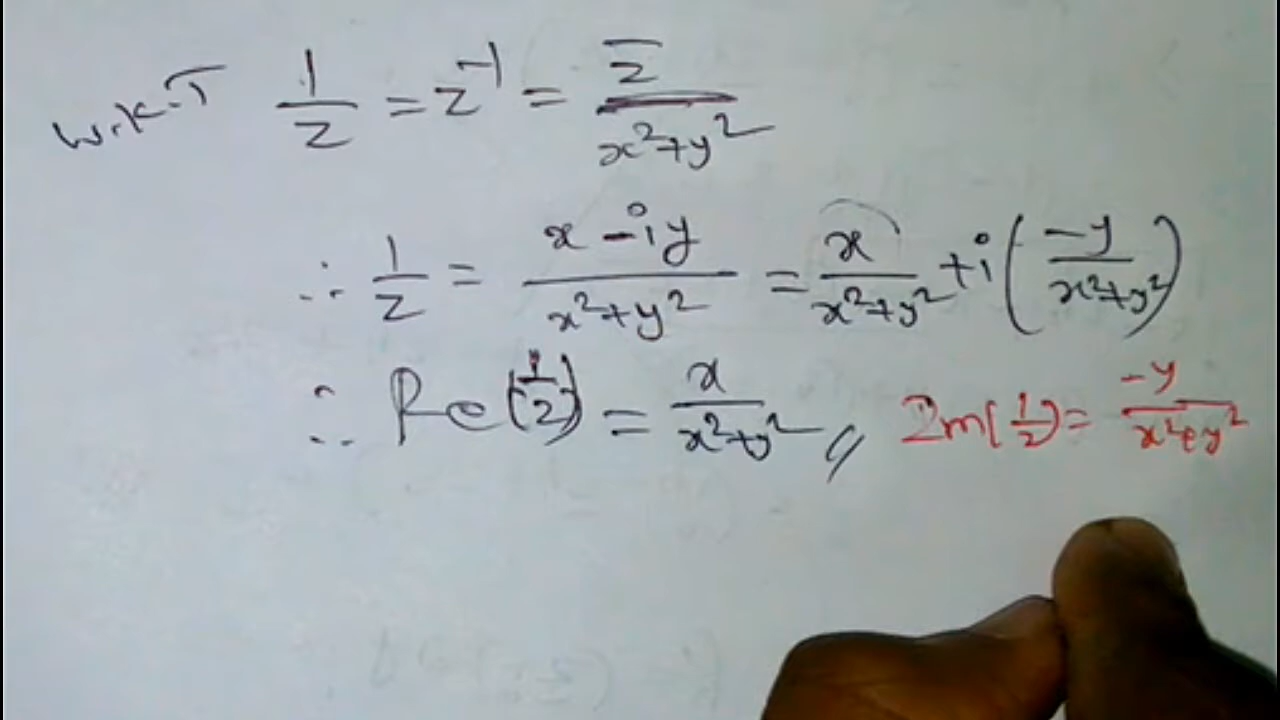 W.K.T 1/z = z⁻¹ = z̅/(x²+y²)
∴ 1/z = (x-iy)/(x²+y²) = x/(x²+y²) + i(-y/(x²+y²))
∴ Re(1/z) = x/(x²+y²) // Im(1/z) = -y/(x²+y²)